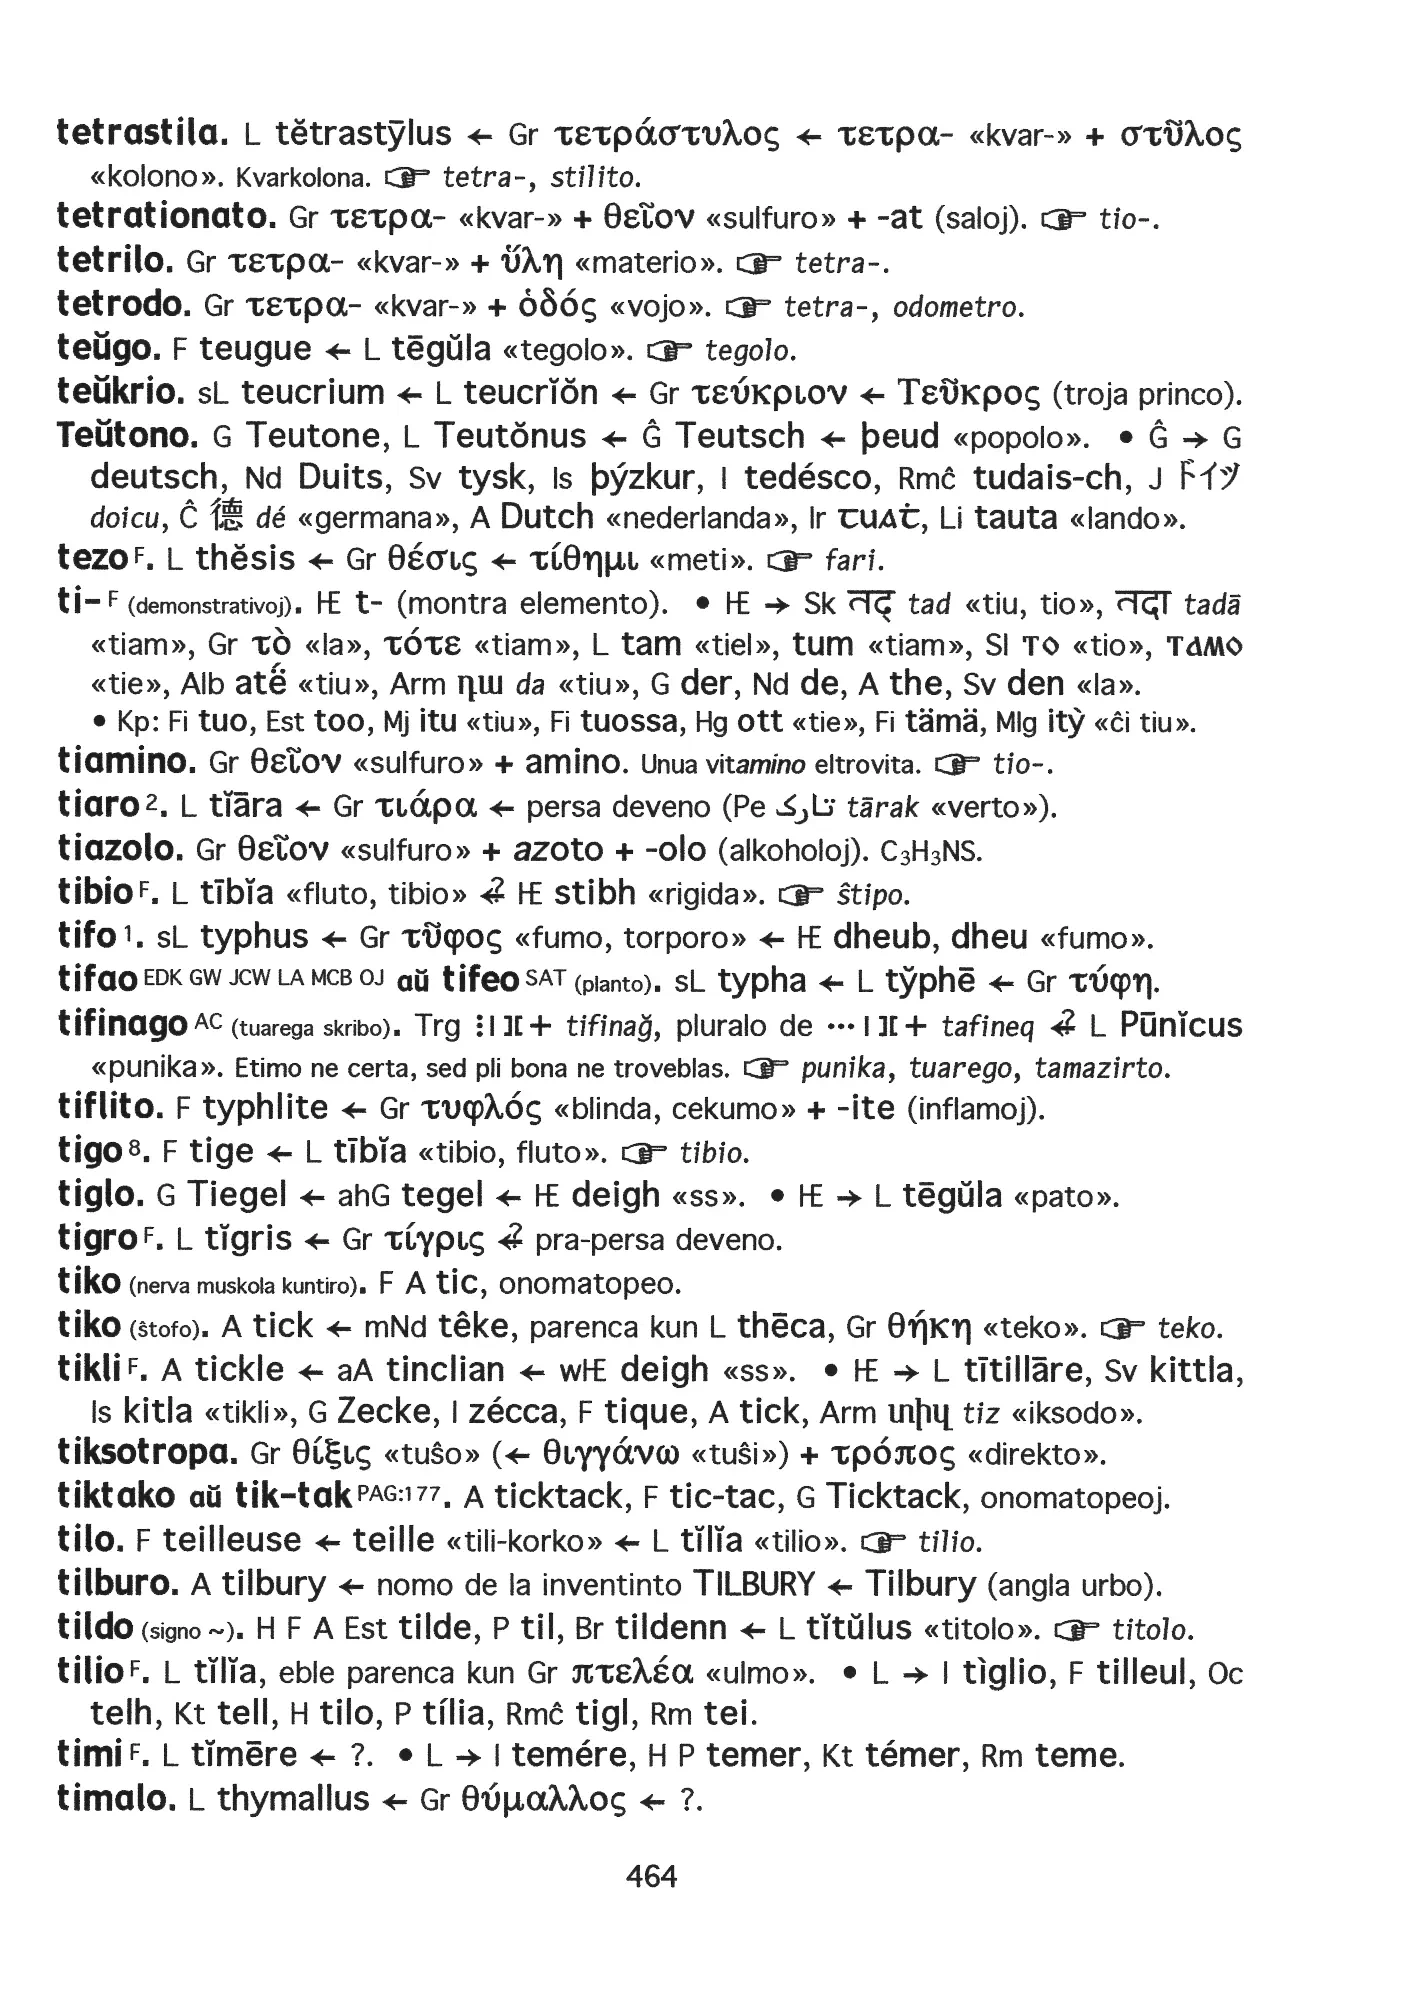 tetrastila. L tĕtrastȳlus ← Gr τετράστυλος ← τετρα- «kvar-» + στῦλος
«kolono». Kvarkolona. ☞ tetra-, stilito.
tetrationato. Gr τετρα- «kvar-» + θεῖον «sulfuro» + -at (saloj). ☞ tio-.
tetrilo. Gr τετρα- «kvar-» + ὕλη «materio». ☞ tetra-.
tetrodo. Gr τετρα- «kvar-» + ὁδός «vojo». ☞ tetra-, odometro.
teŭgo. F teugue ← L tēgŭla «tegolo». ☞ tegolo.
teŭkrio. sL teucrium ← L teucrĭŏn ← Gr τεύκριον ← Τεῦκρος (troja princo).
Teŭtono. G Teutone, L Teutŏnus ← Ĝ Teutsch ← þeud «popolo». • Ĝ → G
deutsch, Nd Duits, Sv tysk, Is þýzkur, I tedésco, Rmĉ tudais-ch, J ドイツ
doicu, Ĉ 德 dé «germana», A Dutch «nederlanda», Ir tuaṫ, Li tauta «lando».
tezo F. L thĕsis ← Gr θέσις ← τίθημι «meti». ☞ fari.
ti- F (demonstrativoj). IE t- (montra elemento). • IE → Sk तद् tad «tiu, tio», तदा tadā
«tiam», Gr τὸ «la», τότε «tiam», L tam «tiel», tum «tiam», Sl то «tio», тамо
«tie», Alb atë́ «tiu», Arm դա da «tiu», G der, Nd de, A the, Sv den «la».
• Kp: Fi tuo, Est too, Mj itu «tiu», Fi tuossa, Hg ott «tie», Fi tämä, Mlg itỳ «ĉi tiu».
tiamino. Gr θεῖον «sulfuro» + amino. Unua vitamino eltrovita. ☞ tio-.
tiaro 2. L tĭāra ← Gr τιάρα ← persa deveno (Pe تارک tārak «verto»).
tiazolo. Gr θεῖον «sulfuro» + azoto + -olo (alkoholoj). C₃H₃NS.
tibio F. L tībĭa «fluto, tibio» ←? IE stibh «rigida». ☞ ŝtipo.
tifo 1. sL typhus ← Gr τῦφος «fumo, torporo» ← IE dheub, dheu «fumo».
tifao EDK GW JCW LA MCB OJ aŭ tifeo SAT (planto). sL typha ← L tȳphē ← Gr τύφη.
tifinago AC (tuarega skribo). Trg ⵗⵏⵊⵊ+ tifinağ, pluralo de ⵈⵏⵊⵊ+ tafineq ←? L Pūnĭcus
«punika». Etimo ne certa, sed pli bona ne troveblas. ☞ punika, tuarego, tamazirto.
tiflito. F typhlite ← Gr τυφλός «blinda, cekumo» + -ite (inflamoj).
tigo 8. F tige ← L tībĭa «tibio, fluto». ☞ tibio.
tiglo. G Tiegel ← ahG tegel ← IE deigh «ss». • IE → L tēgŭla «pato».
tigro F. L tĭgris ← Gr τίγρις ←? pra-persa deveno.
tiko (nerva muskola kuntiro). F A tic, onomatopeo.
tiko (ŝtofo). A tick ← mNd têke, parenca kun L thēca, Gr θήκη «teko». ☞ teko.
tikli F. A tickle ← aA tinclian ← wIE deigh «ss». • IE → L tītillāre, Sv kittla,
Is kitla «tikli», G Zecke, I zécca, F tique, A tick, Arm տիզ tiz «iksodo».
tiksotropa. Gr θίξις «tuŝo» (← θιγγάνω «tuŝi») + τρόπος «direkto».
tiktako aŭ tik-tak PAG:177. A ticktack, F tic-tac, G Ticktack, onomatopeoj.
tilo. F teilleuse ← teille «tili-korko» ← L tĭlĭa «tilio». ☞ tilio.
tilburo. A tilbury ← nomo de la inventinto TILBURY ← Tilbury (angla urbo).
tildo (signo ~). H F A Est tilde, P til, Br tildenn ← L tĭtŭlus «titolo». ☞ titolo.
tilio F. L tĭlĭa, eble parenca kun Gr πτελέα «ulmo». • L → I tìglio, F tilleul, Oc
telh, Kt tell, H tilo, P tília, Rmĉ tigl, Rm tei.
timi F. L tĭmēre ← ?. • L → I temére, H P temer, Kt témer, Rm teme.
timalo. L thymallus ← Gr θύμαλλος ← ?.
464